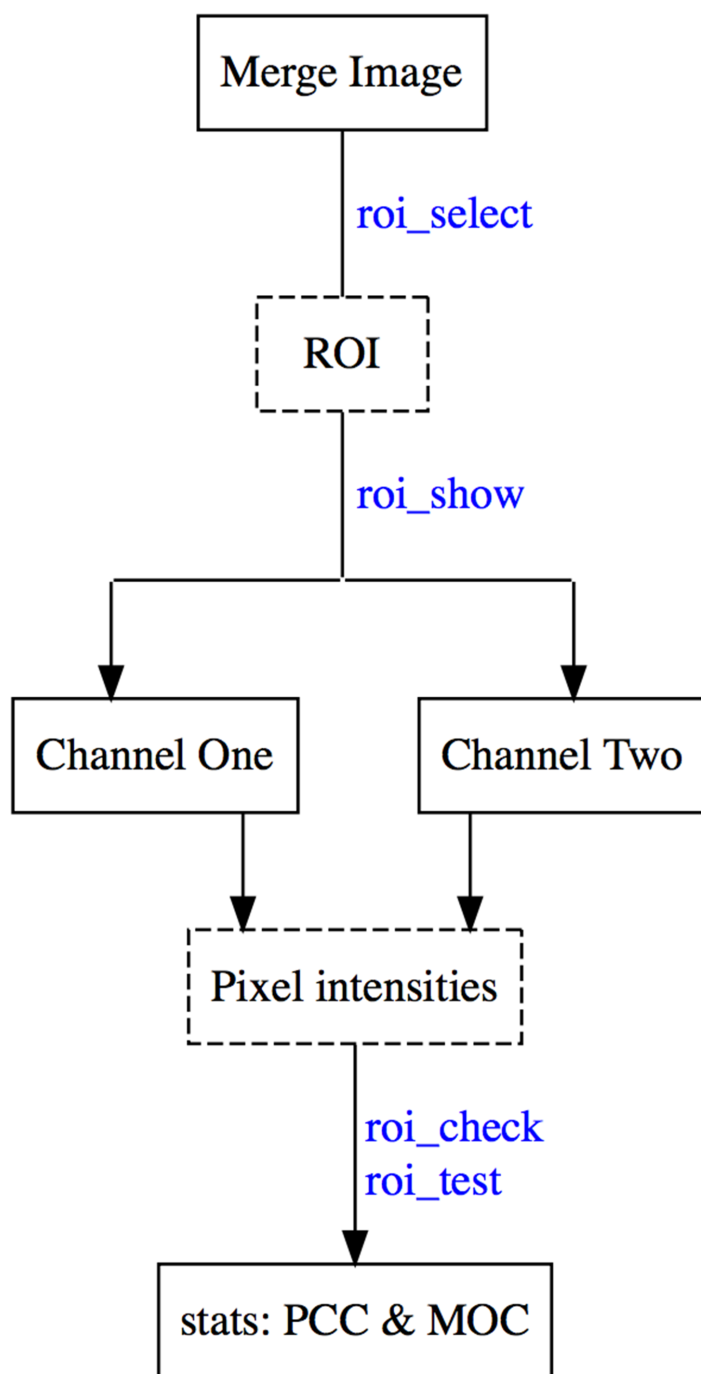 Merge Image
roi_select
ROI
roi_show
Channel One
Channel Two
Pixel intensities
roi_check
roi_test
stats: PCC & MOC